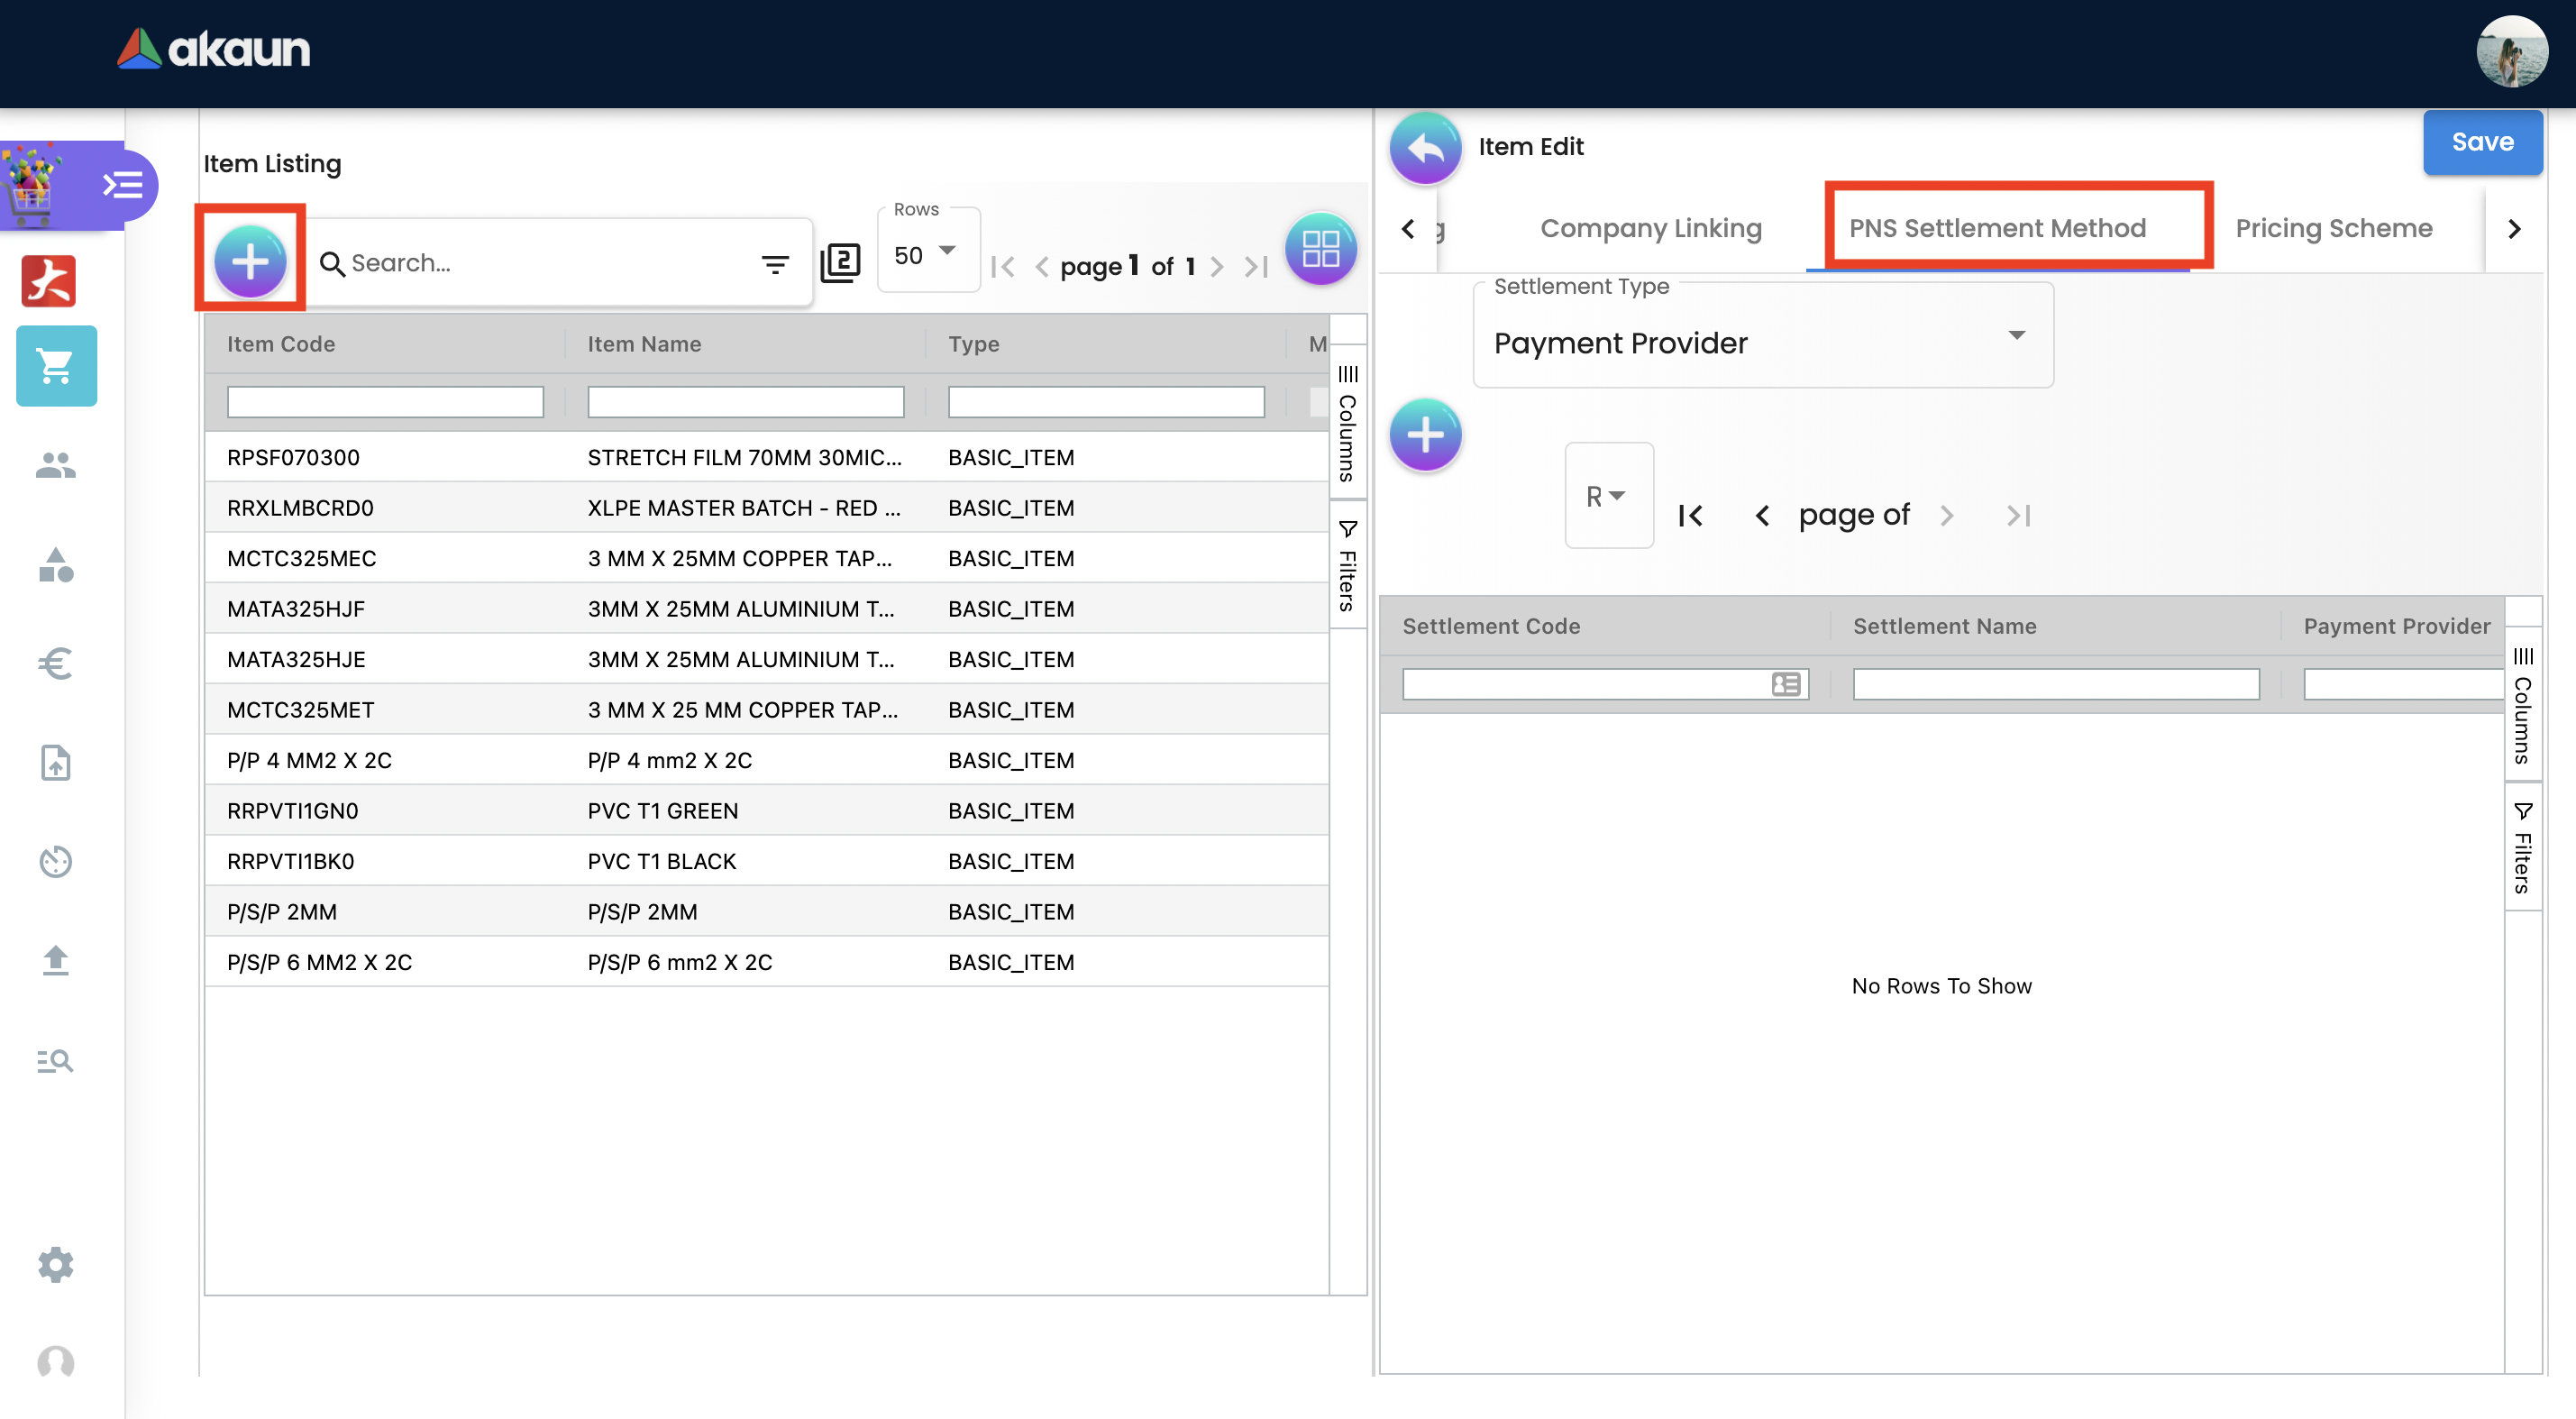 akaun
Item Listing
Search...
Rows
50
page 1 of 1
Item Code Item Name Type M
RPSF070300 STRETCH FILM 70MM 30MIC... BASIC_ITEM
RRXLMBCRD0 XLPE MASTER BATCH - RED ... BASIC_ITEM
MCTC325MEC 3 MM X 25MM COPPER TAP... BASIC_ITEM
MATA325HJF 3MM X 25MM ALUMINIUM T... BASIC_ITEM
MATA325HJE 3MM X 25MM ALUMINIUM T... BASIC_ITEM
MCTC325MET 3 MM X 25 MM COPPER TAP... BASIC_ITEM
P/P 4 MM2 X 2C P/P 4 mm2 X 2C BASIC_ITEM
RRPVTI1GN0 PVC T1 GREEN BASIC_ITEM
RRPVTI1BK0 PVC T1 BLACK BASIC_ITEM
P/S/P 2MM P/S/P 2MM BASIC_ITEM
P/S/P 6 MM2 X 2C P/S/P 6 mm2 X 2C BASIC_ITEM
Columns
Filters
Item Edit
Save
g Company Linking PNS Settlement Method Pricing Scheme
Settlement Type
Payment Provider
R
page of
Settlement Code Settlement Name Payment Provider
No Rows To Show
Columns
Filters